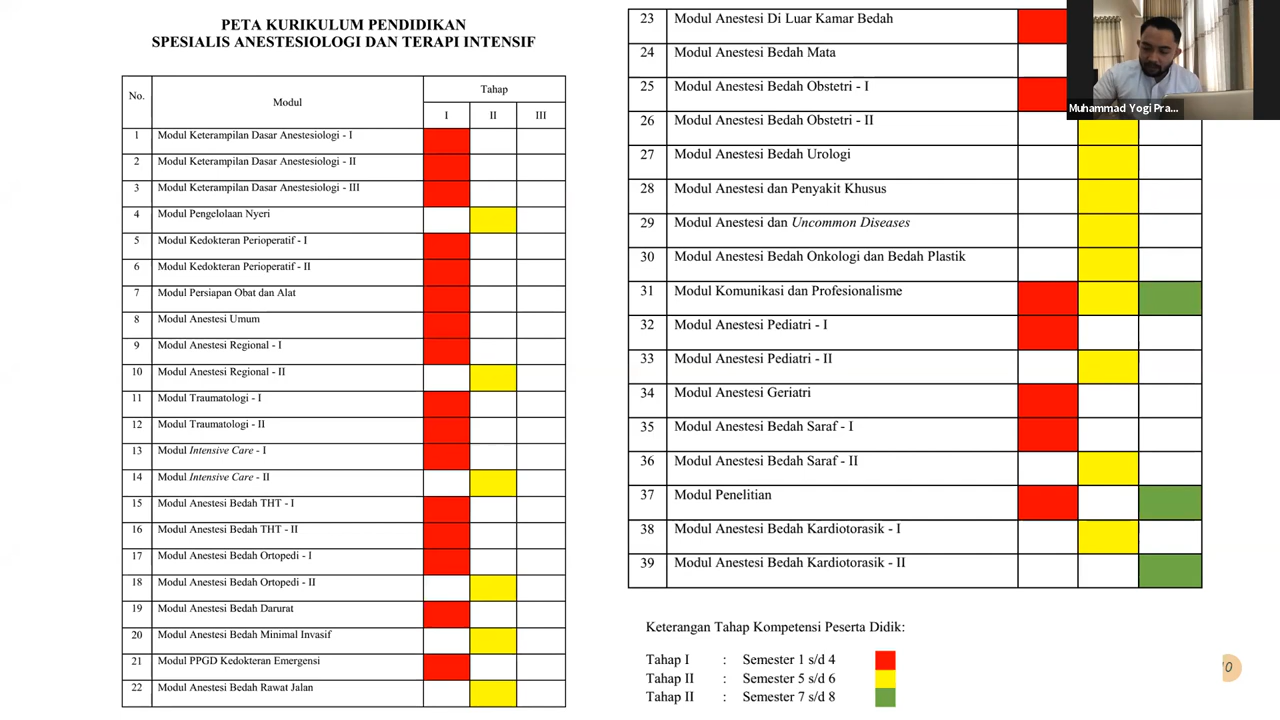 PETA KURIKULUM PENDIDIKAN
SPESIALIS ANESTESIOLOGI DAN TERAPI INTENSIF
No. Modul Tahap
I II III
1 Modul Keterampilan Dasar Anestesiologi - I
2 Modul Keterampilan Dasar Anestesiologi - II
3 Modul Keterampilan Dasar Anestesiologi - III
4 Modul Pengelolaan Nyeri
5 Modul Kedokteran Perioperatif - I
6 Modul Kedokteran Perioperatif - II
7 Modul Persiapan Obat dan Alat
8 Modul Anestesi Umum
9 Modul Anestesi Regional - I
10 Modul Anestesi Regional - II
11 Modul Traumatologi - I
12 Modul Traumatologi - II
13 Modul Intensive Care - I
14 Modul Intensive Care - II
15 Modul Anestesi Bedah THT - I
16 Modul Anestesi Bedah THT - II
17 Modul Anestesi Bedah Ortopedi - I
18 Modul Anestesi Bedah Ortopedi - II
19 Modul Anestesi Bedah Darurat
20 Modul Anestesi Bedah Minimal Invasif
21 Modul PPGD Kedokteran Emergensi
22 Modul Anestesi Bedah Rawat Jalan
23 Modul Anestesi Di Luar Kamar Bedah
24 Modul Anestesi Bedah Mata
25 Modul Anestesi Bedah Obstetri - I
26 Modul Anestesi Bedah Obstetri - II
27 Modul Anestesi Bedah Urologi
28 Modul Anestesi dan Penyakit Khusus
29 Modul Anestesi dan Uncommon Diseases
30 Modul Anestesi Bedah Onkologi dan Bedah Plastik
31 Modul Komunikasi dan Profesionalisme
32 Modul Anestesi Pediatri - I
33 Modul Anestesi Pediatri - II
34 Modul Anestesi Geriatri
35 Modul Anestesi Bedah Saraf - I
36 Modul Anestesi Bedah Saraf - II
37 Modul Penelitian
38 Modul Anestesi Bedah Kardiotorasik - I
39 Modul Anestesi Bedah Kardiotorasik - II
Keterangan Tahap Kompetensi Peserta Didik:
Tahap I : Semester 1 s/d 4
Tahap II : Semester 5 s/d 6
Tahap II : Semester 7 s/d 8
Muhammad Yogi Pra...